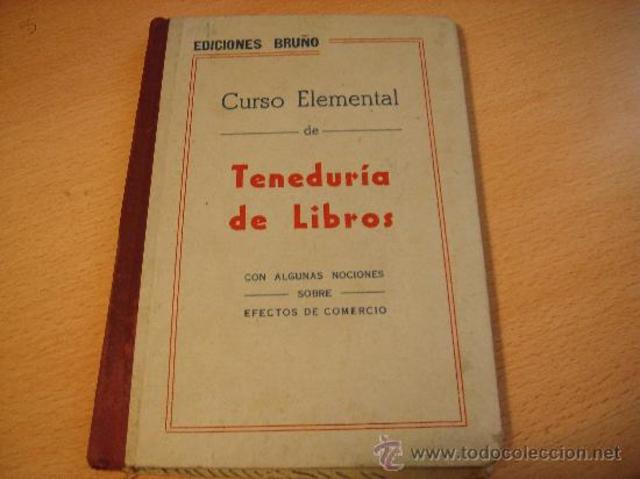 EDICIONES BRUÑO
Curso Elemental
de
Teneduría
de Libros
CON ALGUNAS NOCIONES
SOBRE
EFECTOS DE COMERCIO
www.todocoleccion.net